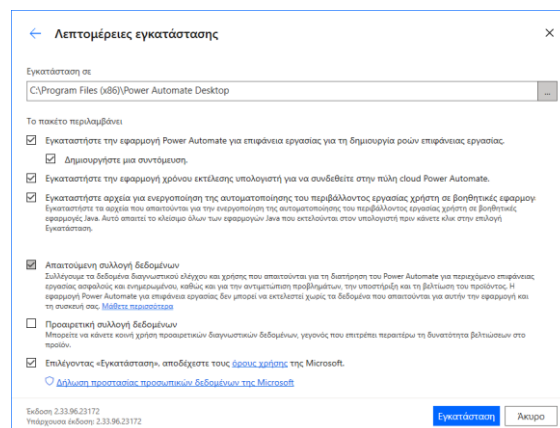 Λεπτομέρειες εγκατάστασης
Εγκατάσταση σε
C:\Program Files (x86)\Power Automate Desktop
...
Το πακέτο περιλαμβάνει
Εγκαταστήστε την εφαρμογή Power Automate για επιφάνεια εργασίας για τη δημιουργία ροών επιφάνειας εργασίας.
Δημιουργήστε μια συντόμευση.
Εγκαταστήστε την εφαρμογή χρόνου εκτέλεσης υπολογιστή για να συνδεθείτε στην πύλη cloud Power Automate.
Εγκαταστήστε αρχεία για ενεργοποίηση της αυτοματοποίησης του περιβάλλοντος εργασίας χρήστη σε βοηθητικές εφαρμογ
Εγκαταστήστε τα αρχεία που απαιτούνται για την ενεργοποίηση της αυτοματοποίησης του περιβάλλοντος εργασίας χρήστη σε βοηθητικές
εφαρμογές Java. Αυτό απαιτεί το κλείσιμο όλων των εφαρμογών Java που εκτελούνται στον υπολογιστή πριν κάνετε κλικ στην επιλογή
Εγκατάσταση.
Απαιτούμενη συλλογή δεδομένων
Συλλέγουμε τα δεδομένα διαγνωστικού ελέγχου και χρήσης που απαιτούνται για τη διατήρηση του Power Automate για περιεχόμενο επιφάνειας
εργασίας ασφαλούς και ενημερωμένου, καθώς και για την αντιμετώπιση προβλημάτων, την υποστήριξη και τη βελτίωση του προϊόντος. Η
εφαρμογή Power Automate για επιφάνεια εργασίας δεν μπορεί να εκτελεστεί χωρίς τα δεδομένα που απαιτούνται για αυτήν την εφαρμογή και
τη συσκευή σας. Μάθετε περισσότερα
Προαιρετική συλλογή δεδομένων
Μπορείτε να κάνετε κοινή χρήση προαιρετικών διαγνωστικών δεδομένων, γεγονός που επιτρέπει περαιτέρω τη δυνατότητα βελτιώσεων στο
προϊόν.
Επιλέγοντας «Εγκατάσταση», αποδέχεστε τους όρους χρήσης της Microsoft.
Δήλωση προστασίας προσωπικών δεδομένων της Microsoft
Έκδοση 2.33.96.23172
Υπάρχουσα έκδοση: 2.33.96.23172
Εγκατάσταση
Άκυρο